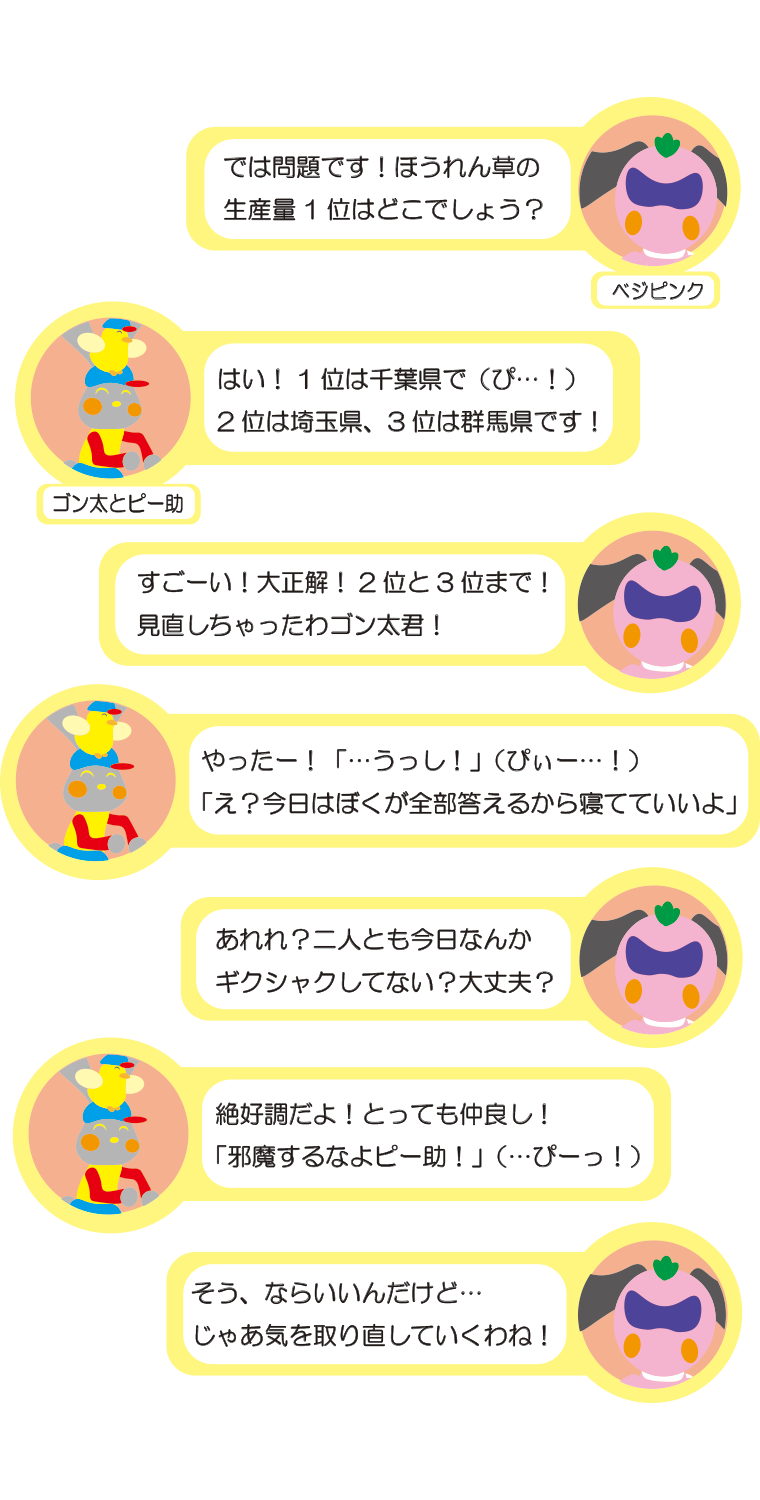 では問題です！ほうれん草の
生産量１位はどこでしょう？
ベジピンク
はい！１位は千葉県で（ぴ…！）
２位は埼玉県、３位は群馬県です！
ゴン太とピー助
すごーい！大正解！２位と３位まで！
見直しちゃったわゴン太君！
やったー！「…うっし！」（ぴぃー…！）
「え？今日はぼくが全部答えるから寝てていいよ」
あれれ？二人とも今日なんか
ギクシャクしてない？大丈夫？
絶好調だよ！とっても仲良し！
「邪魔するなよピー助！」（…ぴーっ！）
そう、ならいいんだけど…
じゃあ気を取り直していくわね！